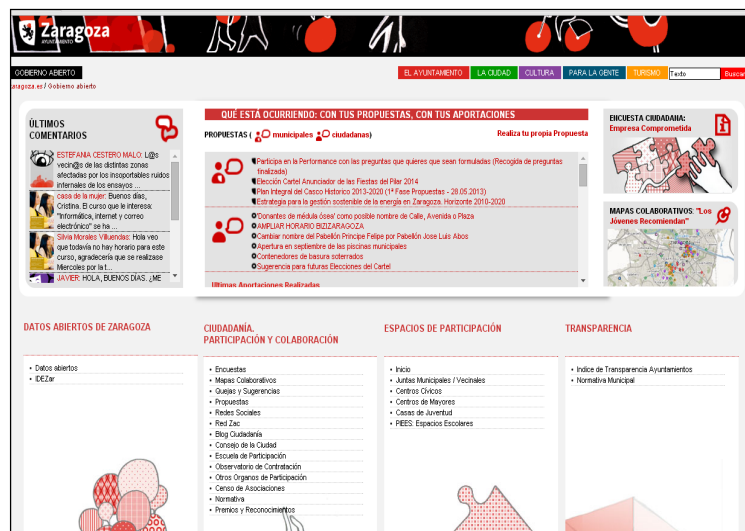 Zaragoza
AYUNTAMIENTO
GOBIERNO ABIERTO
EL AYUNTAMIENTO
LA CIUDAD
CULTURA
PARA LA GENTE
TURISMO
Texto
Buscar
aragoza.es / Gobierno abierto
ÚLTIMOS
COMENTARIOS
ESTEFANIA CESTERO MALO: L@s
vecin@s de las distintas zonas
afectadas por los insoportables ruidos
infernales de los ensayos ...
casa de la mujer: Buenos días,
Cristina. El curso que le interesa:
"Informática, internet y correo
electrónico" se ha ...
Silvia Morales Villuendas: Hola veo
que todavía no hay horario para este
curso, agradecería que se realizase
Miercoles por la t...
JAVIER: HOLA, BUENOS DÍAS. ¿ME
QUÉ ESTÁ OCURRIENDO: CON TUS PROPUESTAS, CON TUS APORTACIONES
PROPUESTAS ( municipales ciudadanas)
Realiza tu propia Propuesta
Participa en la Performance con las preguntas que quieres que sean formuladas (Recogida de preguntas
finalizada)
Elección Cartel Anunciador de las Fiestas del Pilar 2014
Plan Integral del Casco Historico 2013-2020 (1ª Fase Propuestas - 28.05.2013)
Estrategia para la gestión sostenible de la energía en Zaragoza. Horizonte 2010-2020
'Donantes de médula ósea' como posible nombre de Calle, Avenida o Plaza
AMPLIAR HORARIO BIZIZARAGOZA
Cambiar nombre del Pabellón Príncipe Felipe por Pabellón Jose Luis Abos
Apertura en septiembre de las piscinas municipales
Contenedores de basura soterrados
Sugerencia para futuras Elecciones del Cartel
Ultimas Aportaciones Realizadas
ENCUESTA CIUDADANA:
Empresa Comprometida
MAPAS COLABORATIVOS: "Los
Jóvenes Recomiendan"
DATOS ABIERTOS DE ZARAGOZA
• Datos abiertos
• IDEZar
CIUDADANÍA.
PARTICIPACIÓN Y COLABORACIÓN
• Encuestas
• Mapas Colaborativos
• Quejas y Sugerencias
• Propuestas
• Redes Sociales
• Red Zac
• Blog Ciudadanía
• Consejo de la Ciudad
• Escuela de Participación
• Observatorio de Contratación
• Otros Organos de Participación
• Censo de Asociaciones
• Normativa
• Premios y Reconocimientos
ESPACIOS DE PARTICIPACIÓN
• Inicio
• Juntas Municipales / Vecinales
• Centros Cívicos
• Centros de Mayores
• Casas de Juventud
• PIEES: Espacios Escolares
TRANSPARENCIA
• Indice de Transparencia Ayuntamientos
• Normativa Municipal